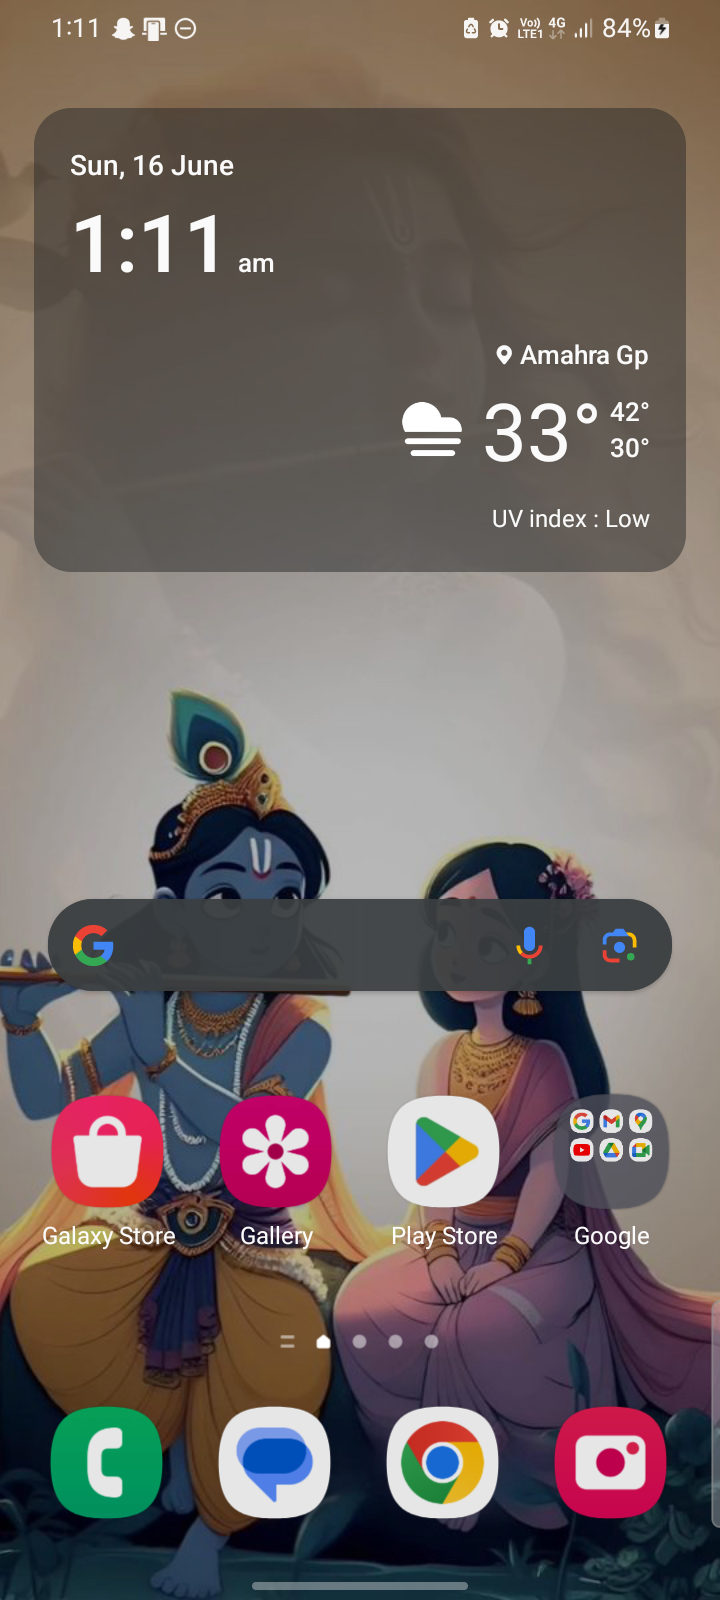 1:11 Vo)) LTE1 4G 84%
Sun, 16 June
1:11 am
Amahra Gp
33° 42°
30°
UV index : Low
Galaxy Store Gallery Play Store Google